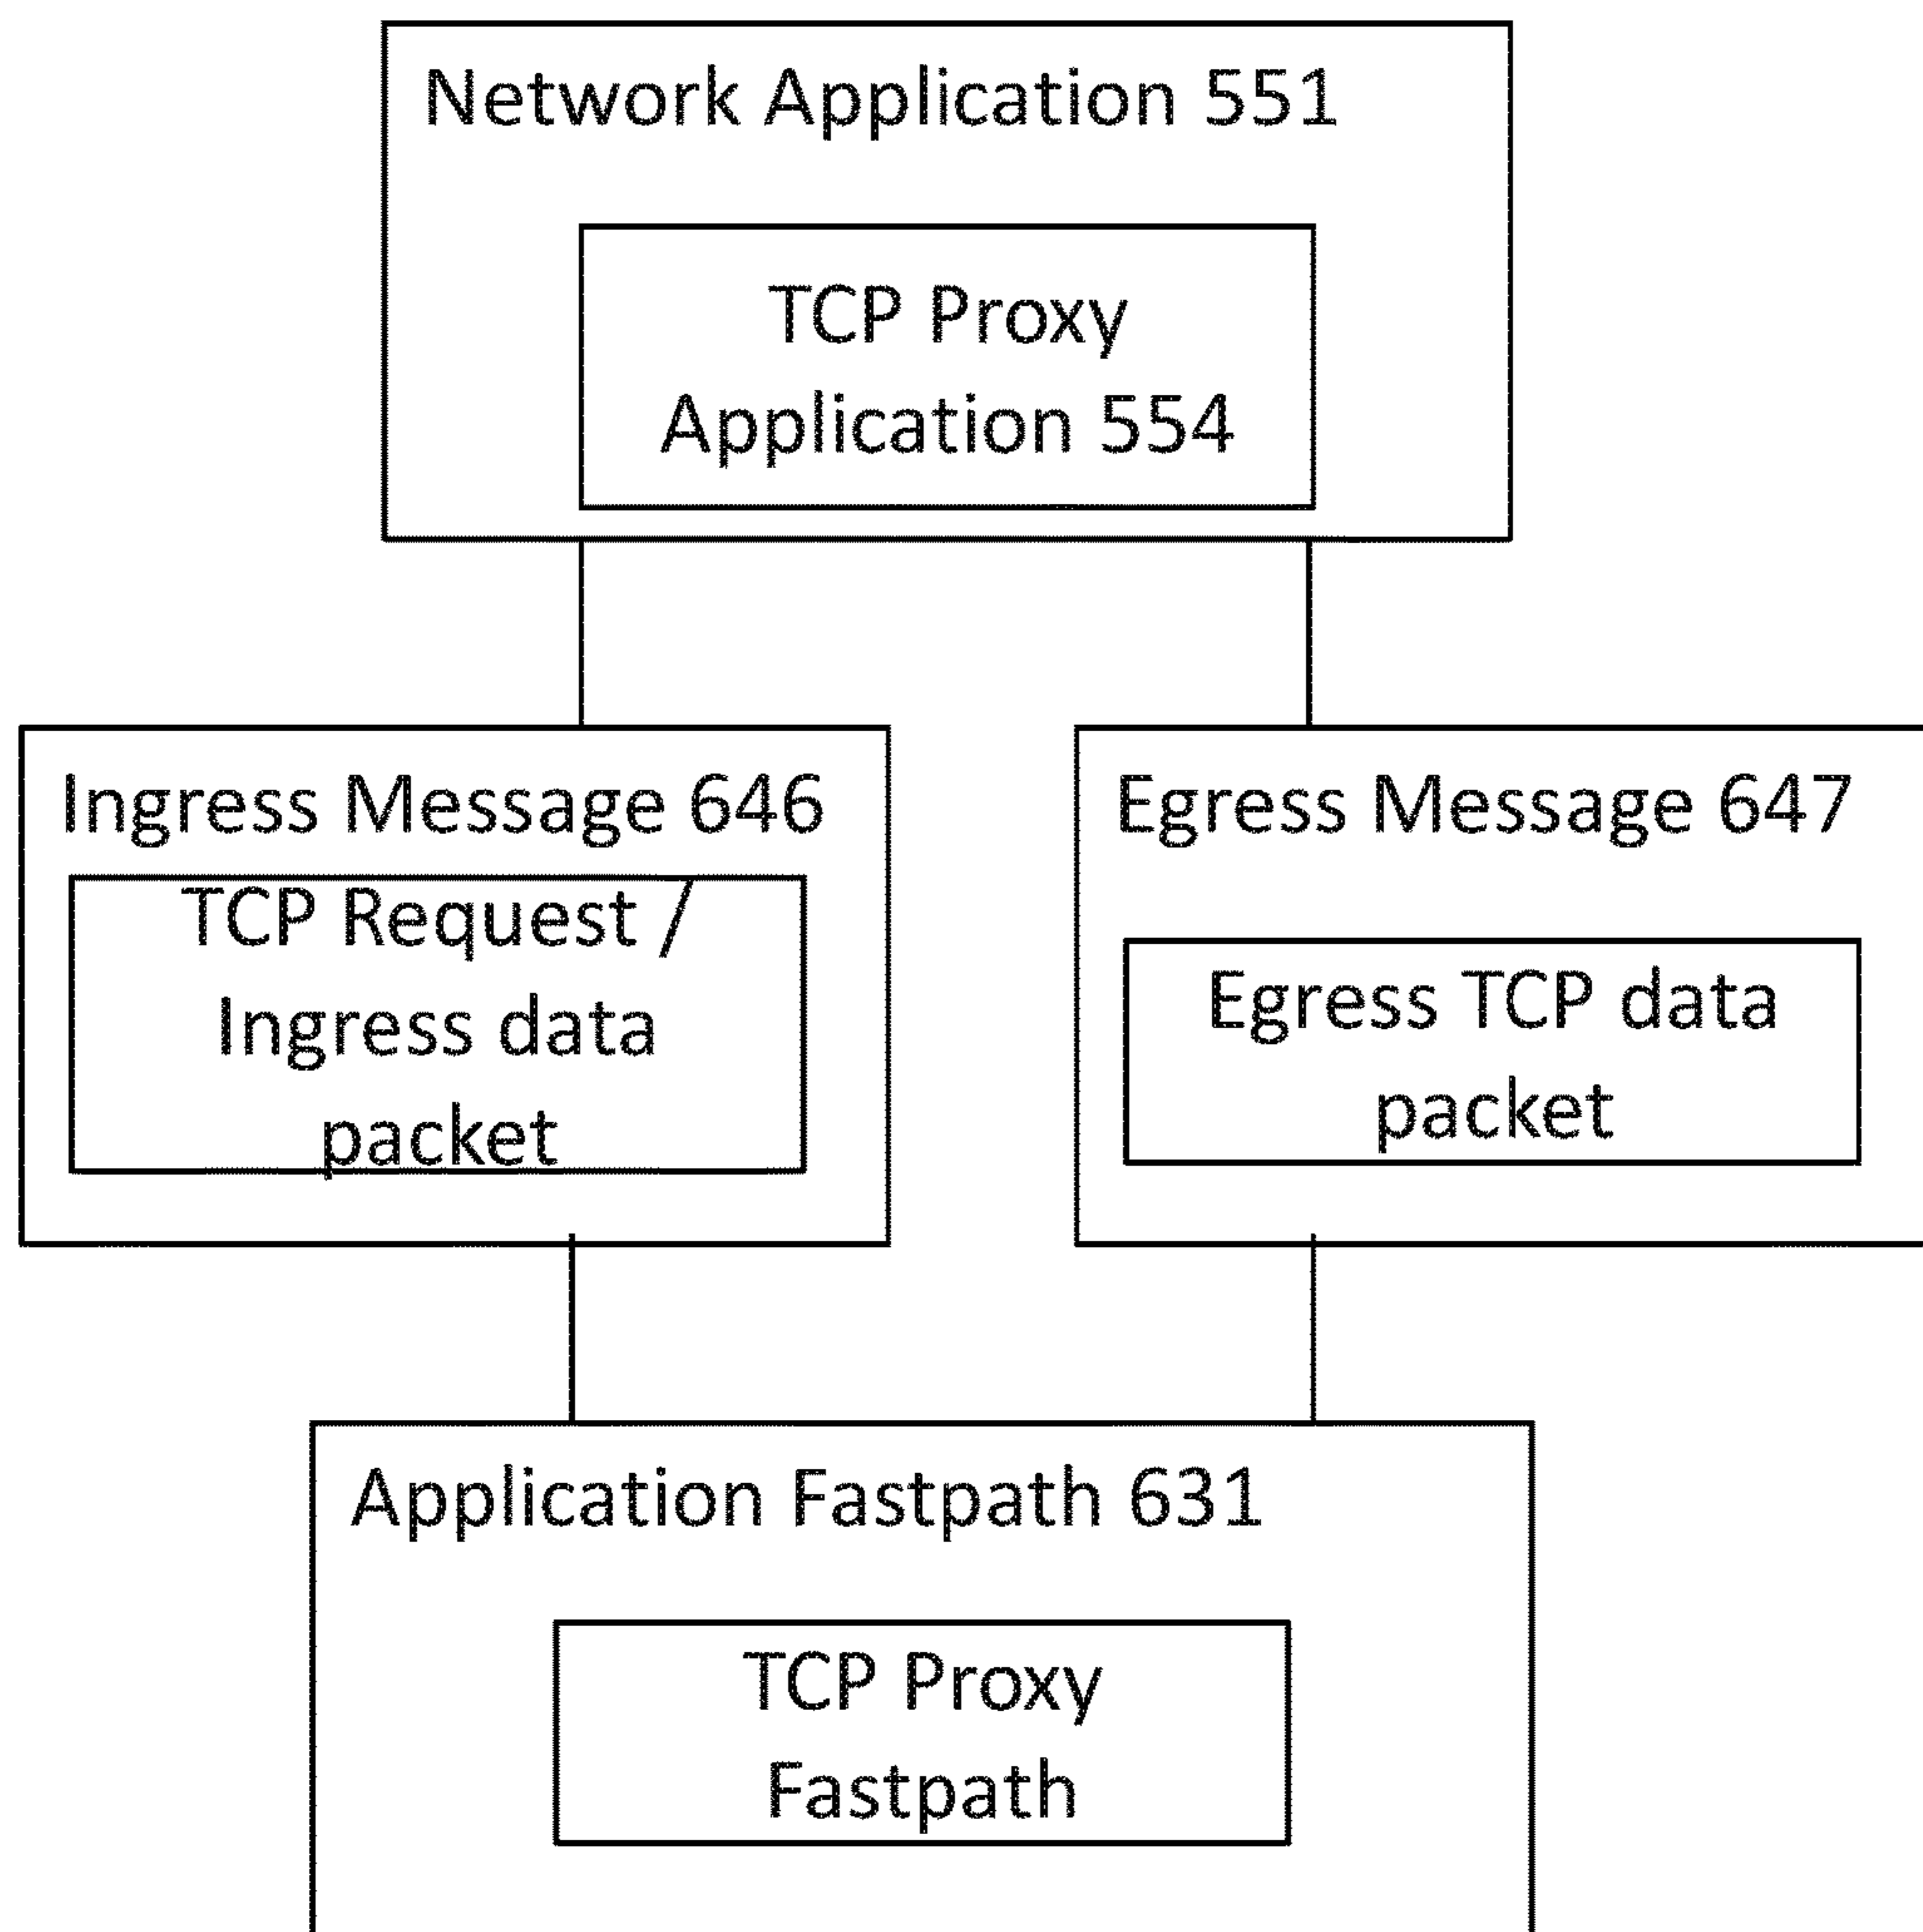 Network Application 551
TCP Proxy
Application 554
Ingress Message 646
TCP Request /
Ingress data
packet
Egress Message 647
Egress TCP data
packet
Application Fastpath 631
TCP Proxy
Fastpath